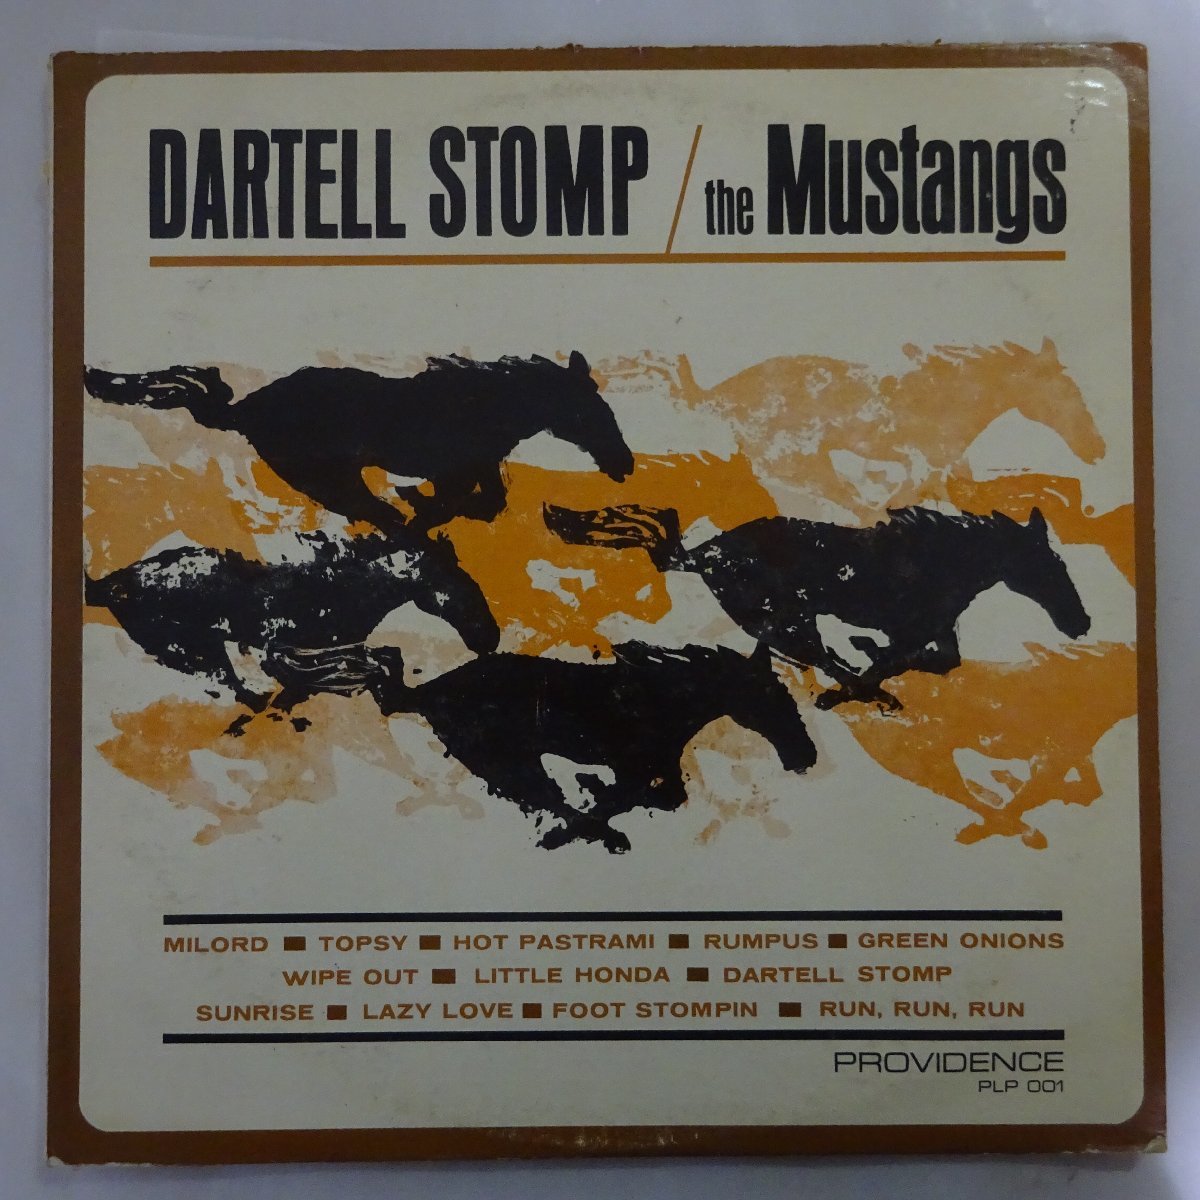 DARTELL STOMP / the Mustangs
MILORD ■ TOPSY ■ HOT PASTRAMI ■ RUMPUS ■ GREEN ONIONS
WIPE OUT ■ LITTLE HONDA ■ DARTELL STOMP
SUNRISE ■ LAZY LOVE ■ FOOT STOMPIN ■ RUN, RUN, RUN
PROVIDENCE
PLP 001